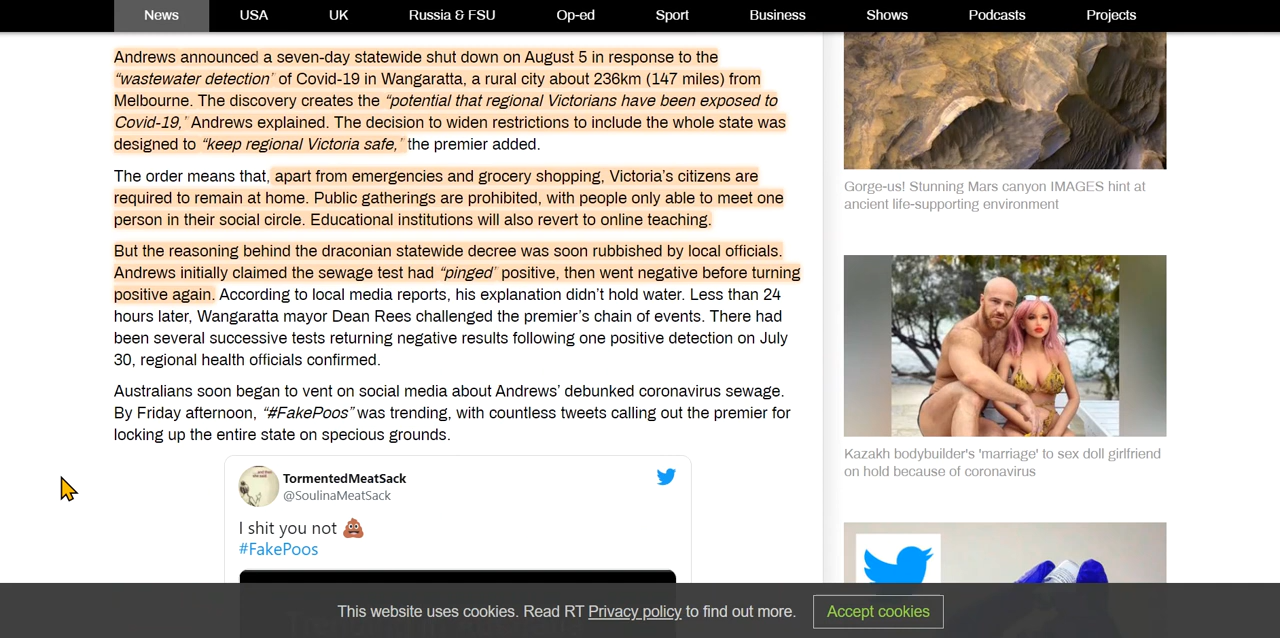 News USA UK Russia & FSU Op-ed Sport Business Shows Podcasts Projects
Andrews announced a seven-day statewide shut down on August 5 in response to the
“wastewater detection” of Covid-19 in Wangaratta, a rural city about 236km (147 miles) from
Melbourne. The discovery creates the “potential that regional Victorians have been exposed to
Covid-19,” Andrews explained. The decision to widen restrictions to include the whole state was
designed to “keep regional Victoria safe,” the premier added.
The order means that, apart from emergencies and grocery shopping, Victoria’s citizens are
required to remain at home. Public gatherings are prohibited, with people only able to meet one
person in their social circle. Educational institutions will also revert to online teaching.
But the reasoning behind the draconian statewide decree was soon rubbished by local officials.
Andrews initially claimed the sewage test had “pinged” positive, then went negative before turning
positive again. According to local media reports, his explanation didn’t hold water. Less than 24
hours later, Wangaratta mayor Dean Rees challenged the premier’s chain of events. There had
been several successive tests returning negative results following one positive detection on July
30, regional health officials confirmed.
Australians soon began to vent on social media about Andrews’ debunked coronavirus sewage.
By Friday afternoon, “#FakePoos” was trending, with countless tweets calling out the premier for
locking up the entire state on specious grounds.
TormentedMeatSack
@SoulinaMeatSack
I shit you not 💩
#FakePoos
Gorge-us! Stunning Mars canyon IMAGES hint at
ancient life-supporting environment
Kazakh bodybuilder's 'marriage' to sex doll girlfriend
on hold because of coronavirus
This website uses cookies. Read RT Privacy policy to find out more. Accept cookies